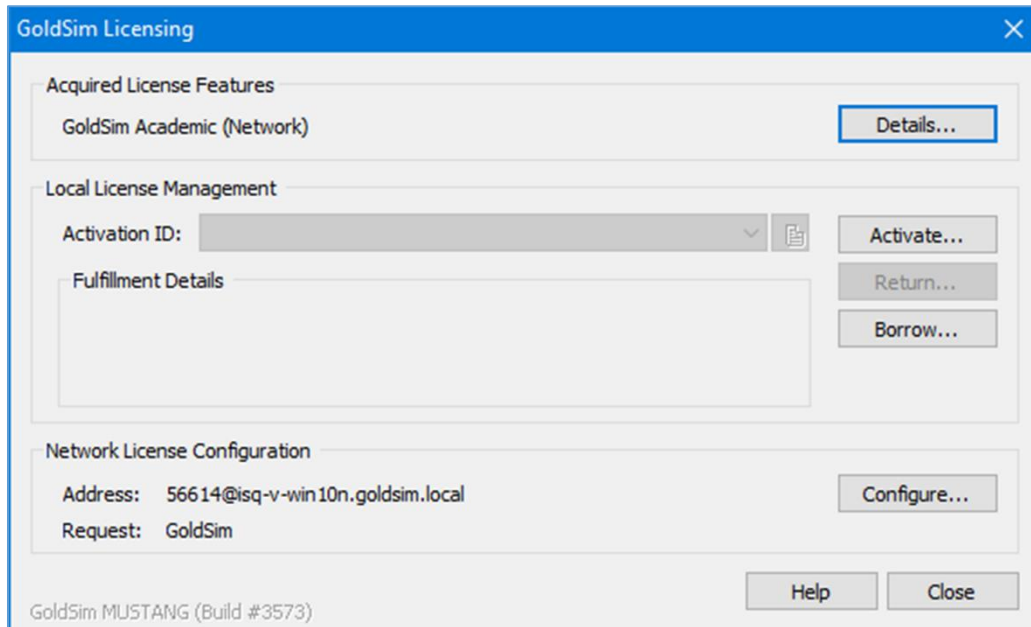 GoldSim Licensing
Acquired License Features
GoldSim Academic (Network)
Details...
Local License Management
Activation ID:
Activate...
Fulfillment Details
Return...
Borrow...
Network License Configuration
Address: 56614@isq-v-win10n.goldsim.local
Configure...
Request: GoldSim
Help
Close
GoldSim MUSTANG (Build #3573)